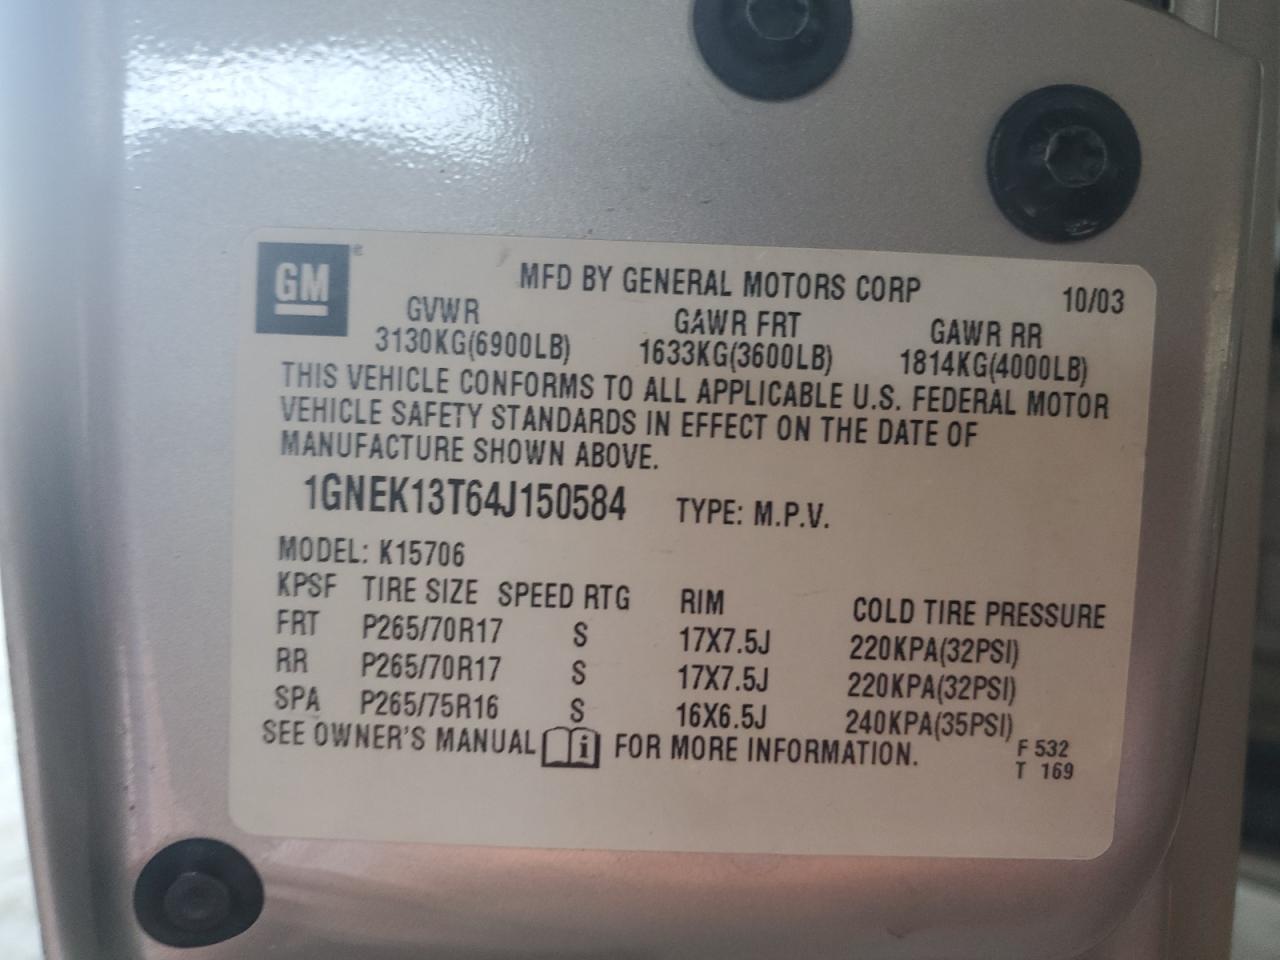 GM
MFD BY GENERAL MOTORS CORP 10/03
GVWR GAWR FRT GAWR RR
3130KG(6900LB) 1633KG(3600LB) 1814KG(4000LB)
THIS VEHICLE CONFORMS TO ALL APPLICABLE U.S. FEDERAL MOTOR
VEHICLE SAFETY STANDARDS IN EFFECT ON THE DATE OF
MANUFACTURE SHOWN ABOVE.
1GNEK13T64J150584 TYPE: M.P.V.
MODEL: K15706
KPSF TIRE SIZE SPEED RTG RIM COLD TIRE PRESSURE
FRT P265/70R17 S 17X7.5J 220KPA(32PSI)
RR P265/70R17 S 17X7.5J 220KPA(32PSI)
SPA P265/75R16 S 16X6.5J 240KPA(35PSI)
SEE OWNER'S MANUAL i FOR MORE INFORMATION.
F 532
T 169